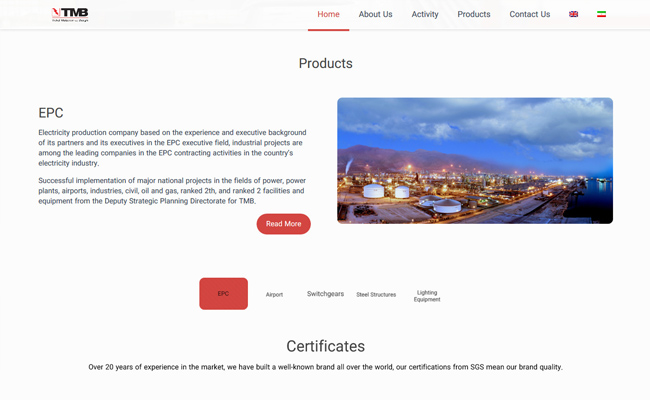 TMB
Home
About Us
Activity
Products
Contact Us
Products
EPC
Electricity production company based on the experience and executive background
of its partners and its executives in the EPC executive field, industrial projects are
among the leading companies in the EPC contracting activities in the country's
electricity industry.
Successful implementation of major national projects in the fields of power, power
plants, airports, industries, civil, oil and gas, ranked 2th, and ranked 2 facilities and
equipment from the Deputy Strategic Planning Directorate for TMB.
Read More
EPC
Airport
Switchgears
Steel Structures
Lighting
Equipment
Certificates
Over 20 years of experience in the market, we have built a well-known brand all over the world, our certifications from SGS mean our brand quality.